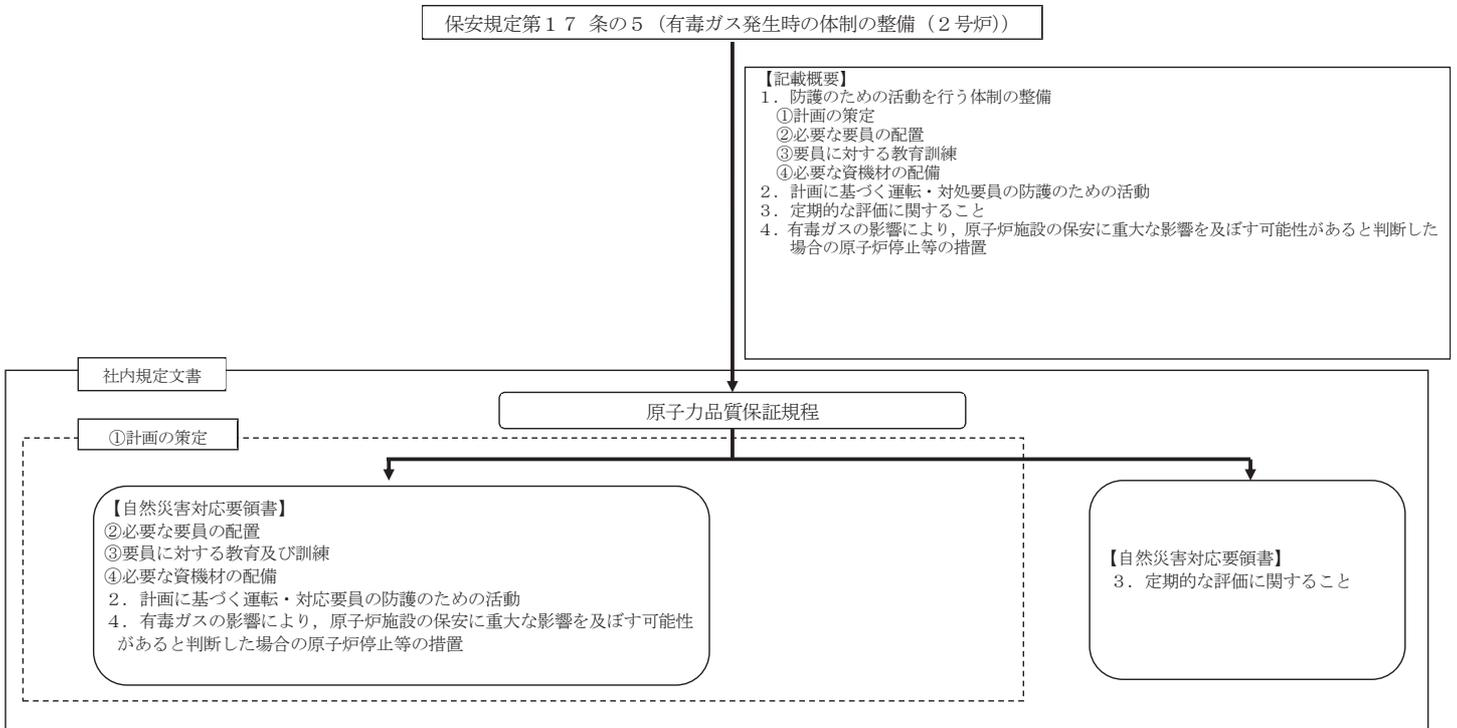 保安規定第１７ 条の５（有毒ガス発生時の体制の整備（２号炉））
【記載概要】
１．防護のための活動を行う体制の整備
①計画の策定
②必要な要員の配置
③要員に対する教育訓練
④必要な資機材の配備
２．計画に基づく運転・対処要員の防護のための活動
３．定期的な評価に関すること
４．有毒ガスの影響により，原子炉施設の保安に重大な影響を及ぼす可能性があると判断した
場合の原子炉停止等の措置
社内規定文書
原子力品質保証規程
①計画の策定
【自然災害対応要領書】
②必要な要員の配置
③要員に対する教育及び訓練
④必要な資機材の配備
２．計画に基づく運転・対応要員の防護のための活動
４．有毒ガスの影響により，原子炉施設の保安に重大な影響を及ぼす可能性
があると判断した場合の原子炉停止等の措置
【自然災害対応要領書】
３．定期的な評価に関すること